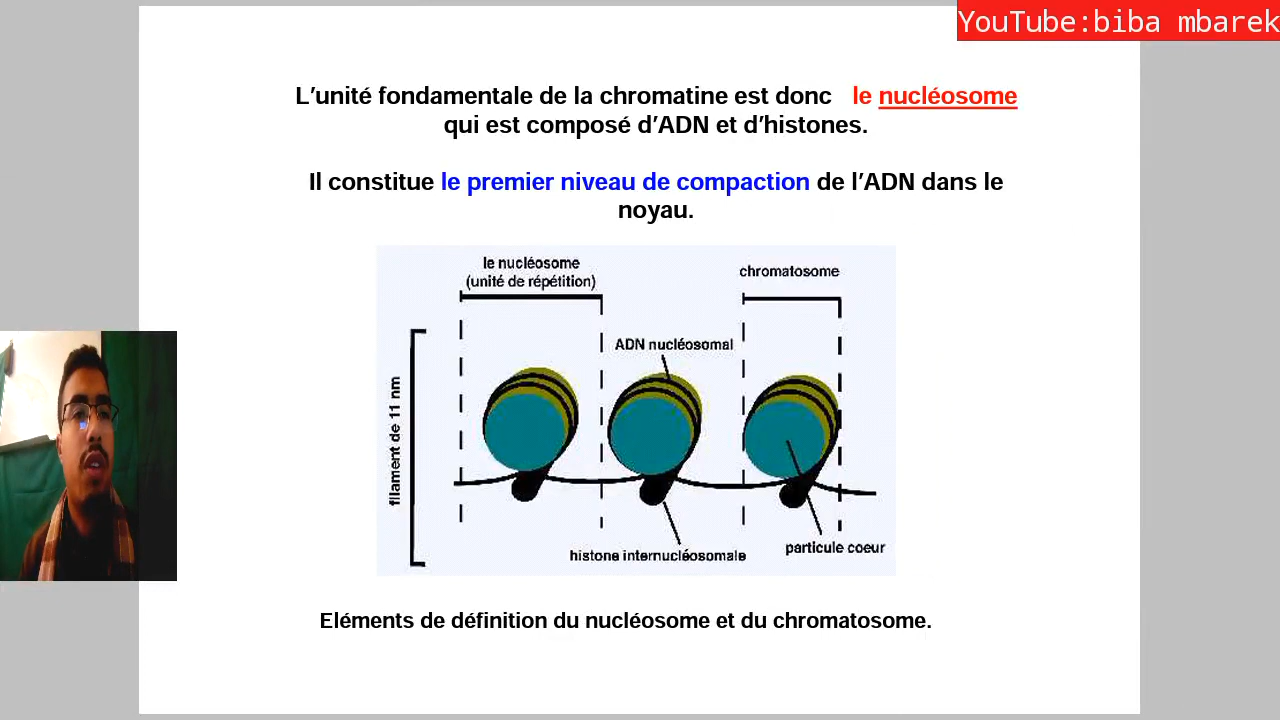 YouTube:biba mbarek
L'unité fondamentale de la chromatine est donc le nucléosome
qui est composé d'ADN et d'histones.
Il constitue le premier niveau de compaction de l'ADN dans le
noyau.
le nucléosome
(unité de répétition)
chromatosome
ADN nucléosomal
filament de 11 nm
histone internucléosomale
particule coeur
Eléments de définition du nucléosome et du chromatosome.